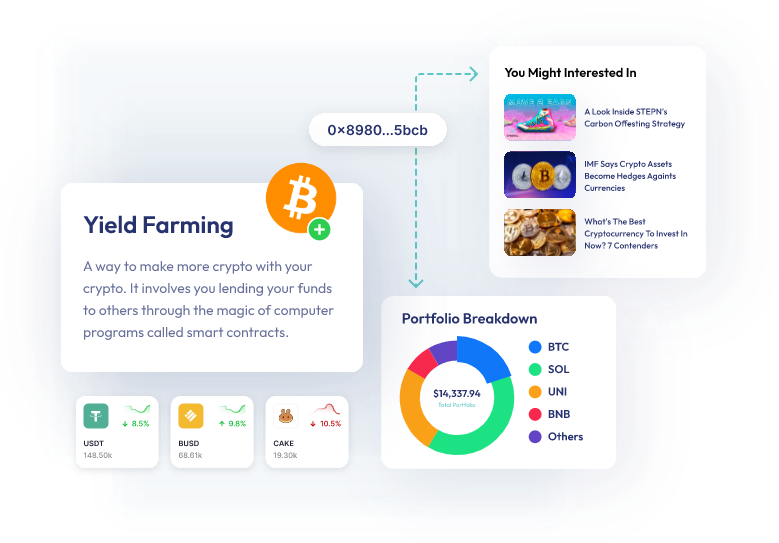 You Might Interested In
MOVE & EARN
A Look Inside STEPN's
Carbon Offesting Strategy
0×8980...5bcb
IMF Says Crypto Assets
Become Hedges Againts
Currencies
Yield Farming
What's The Best
Cryptocurrency To Invest In
Now? 7 Contenders
A way to make more crypto with your
crypto. It involves you lending your funds
to others through the magic of computer
programs called smart contracts.
Portfolio Breakdown
BTC
SOL
$14,337.94
UNI
Total Portfolio
BNB
Others
8.5%
USDT
148.50k
9.8%
BUSD
68.61k
10.5%
CAKE
19.30k